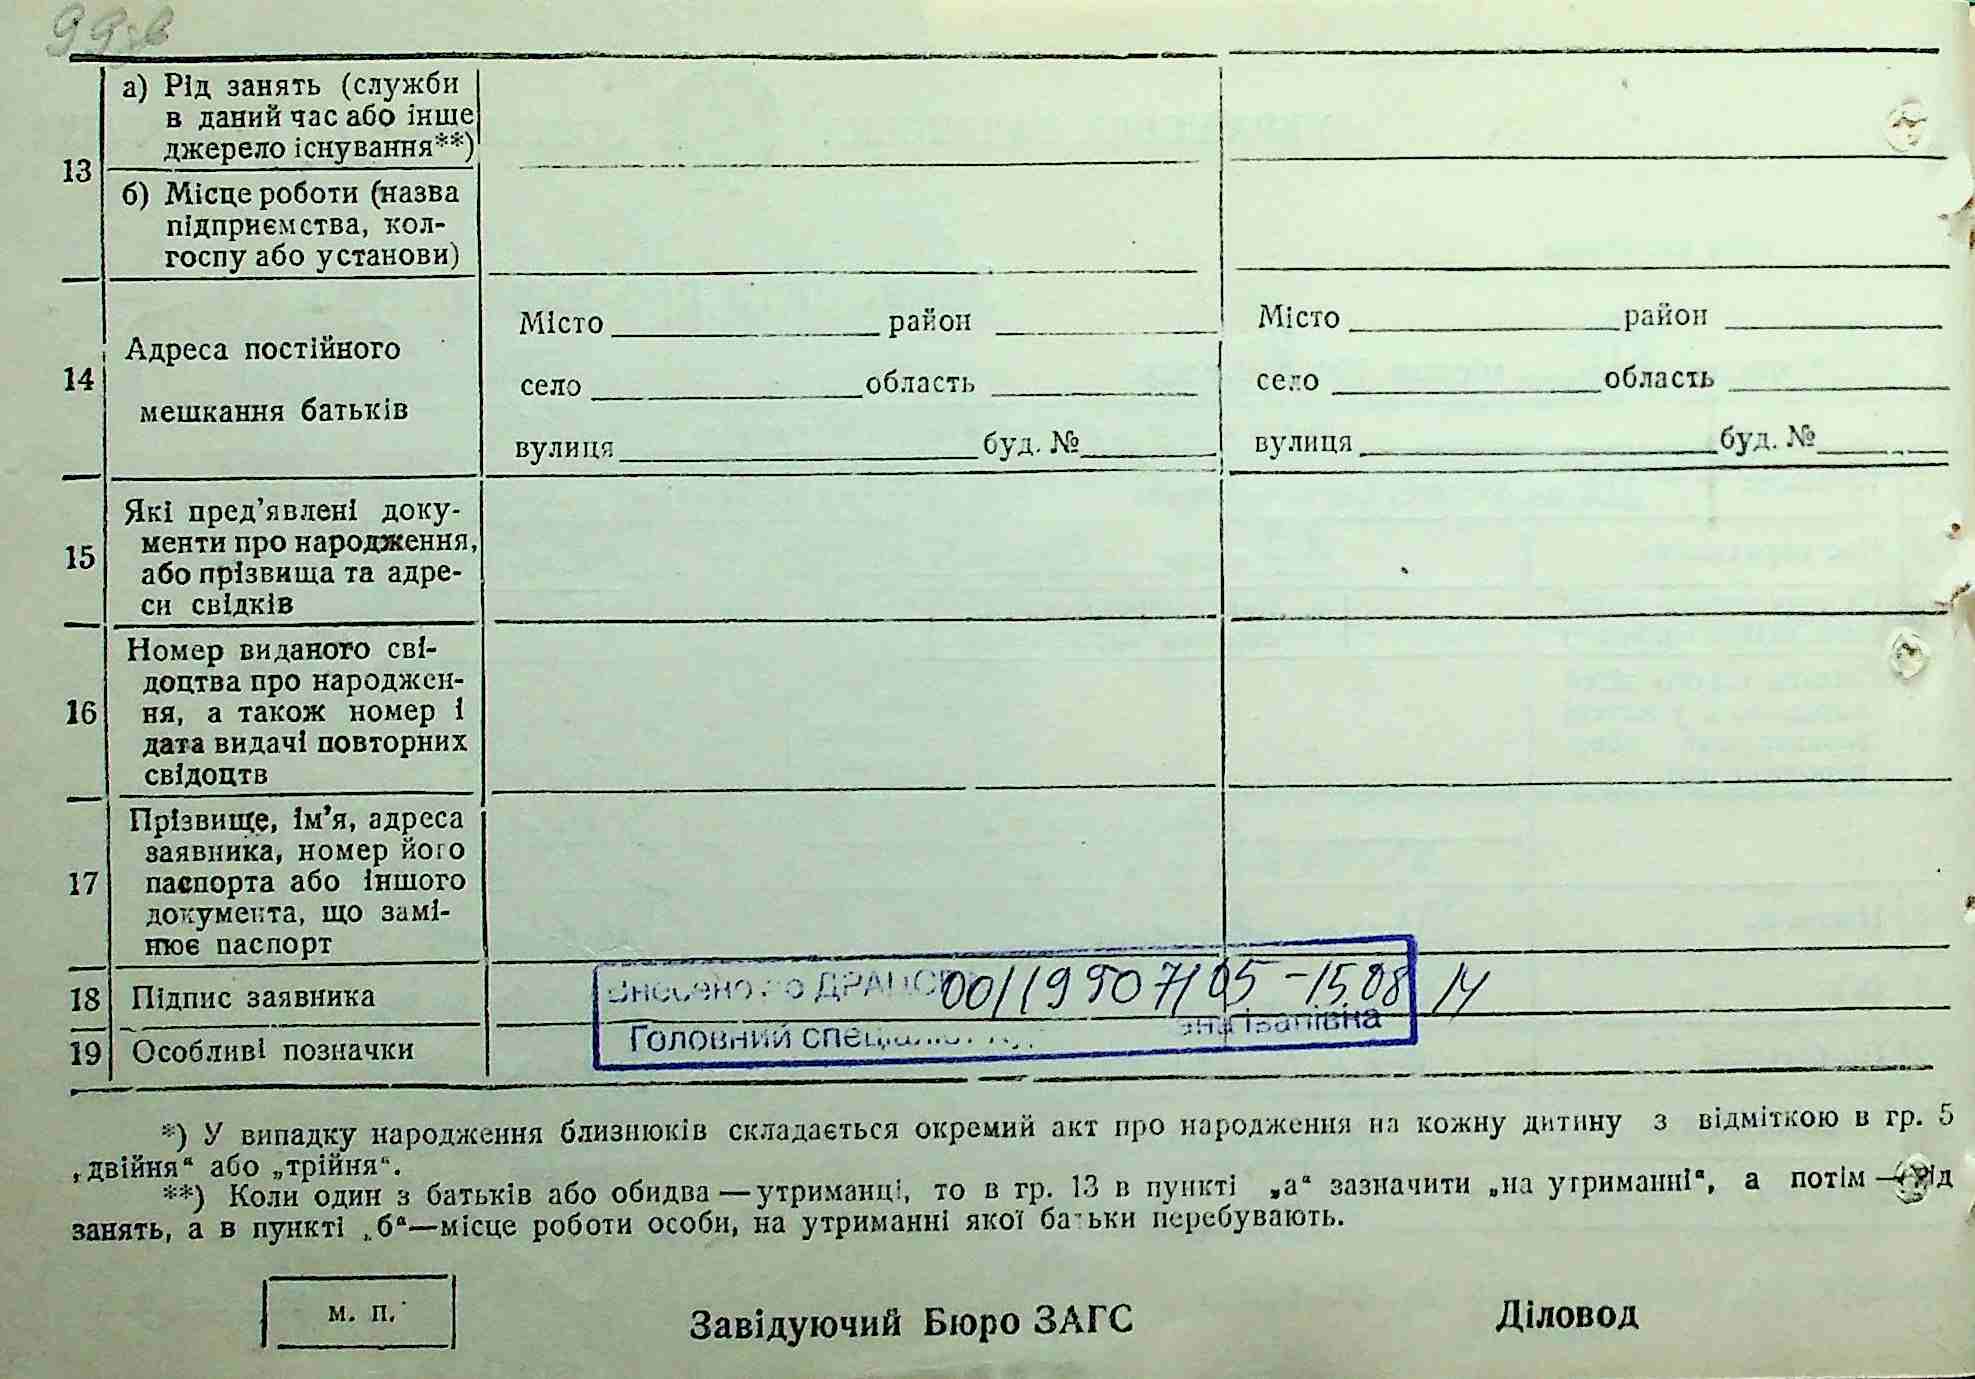 99зв
13
а) Рід занять (служби
в даний час або інше
джерело існування**)
б) Місце роботи (назва
підприємства, кол-
госпу або установи)
14
Адреса постійного
мешкання батьків
Місто район
село область
вулиця буд. №
Місто район
село область
вулиця буд. №
15
Які пред’явлені доку-
менти про народження,
або прізвища та адре-
си свідків
16
Номер виданого сві-
доцтва про народжен-
ня, а також номер і
дата видачі повторних
свідоцтв
17
Прізвище, ім’я, адреса
заявника, номер його
паспорта або іншого
документа, що замі-
нює паспорт
18 Підпис заявника
Внесено до ДРАЦС 00119907105-15.08 14
19 Особливі позначки
Головний Іванівна
*) У випадку народження близнюків складається окремий акт про народження на кожну дитину з відміткою в гр. 5
„двійня“ або „трійня“.
**) Коли один з батьків або обидва—утриманці, то в гр. 13 в пункті „а“ зазначити „на утриманні“, а потім—рід
занять, а в пункті „б“—місце роботи особи, на утриманні якої батьки перебувають.
м. п.
Завідуючий Бюро ЗАГС
Діловод